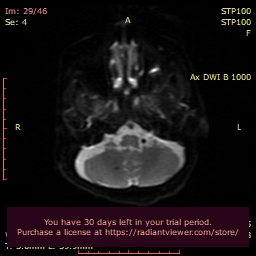 Im: 29/46
Se: 4
A
STP100
STP100
F
Ax DWI B 1000
R
L
You have 30 days left in your trial period.
Purchase a license at https://radiantviewer.com/store/